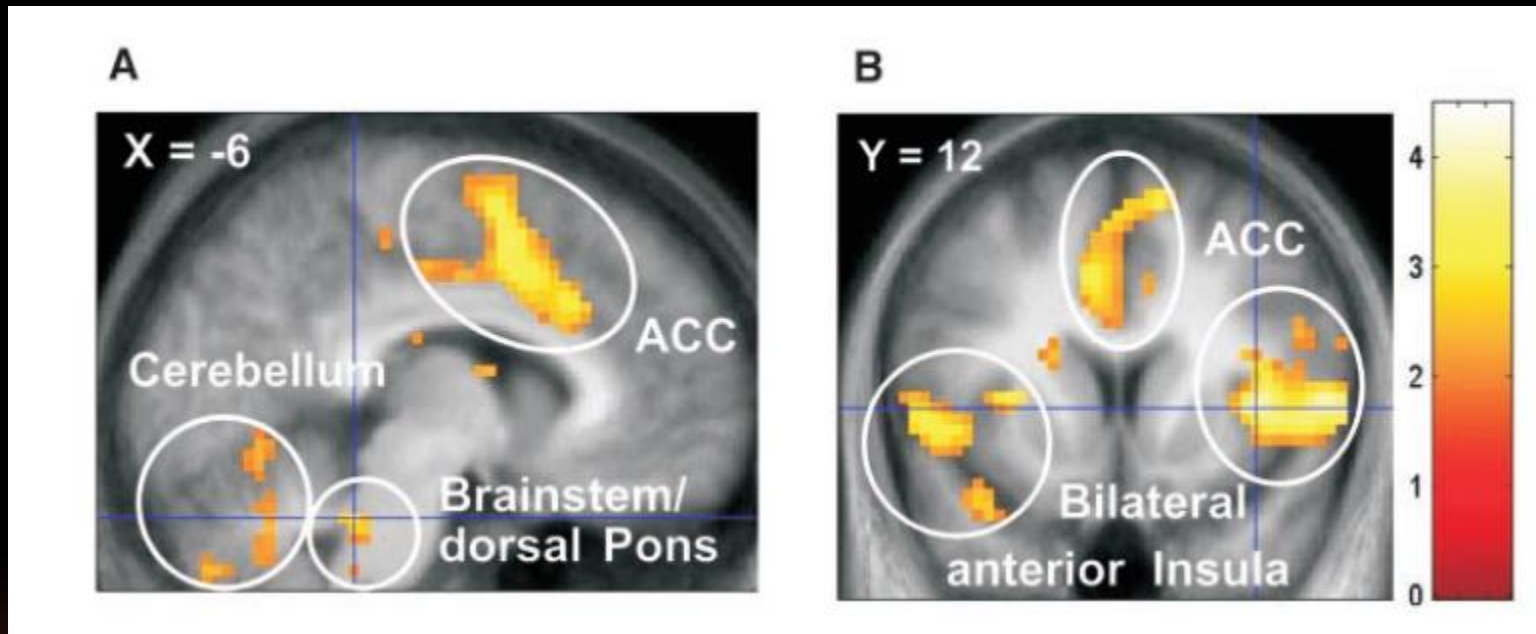 A
X = -6
ACC
Cerebellum
Brainstem/
dorsal Pons
B
Y = 12
ACC
Bilateral
anterior Insula
4
3
2
1
0